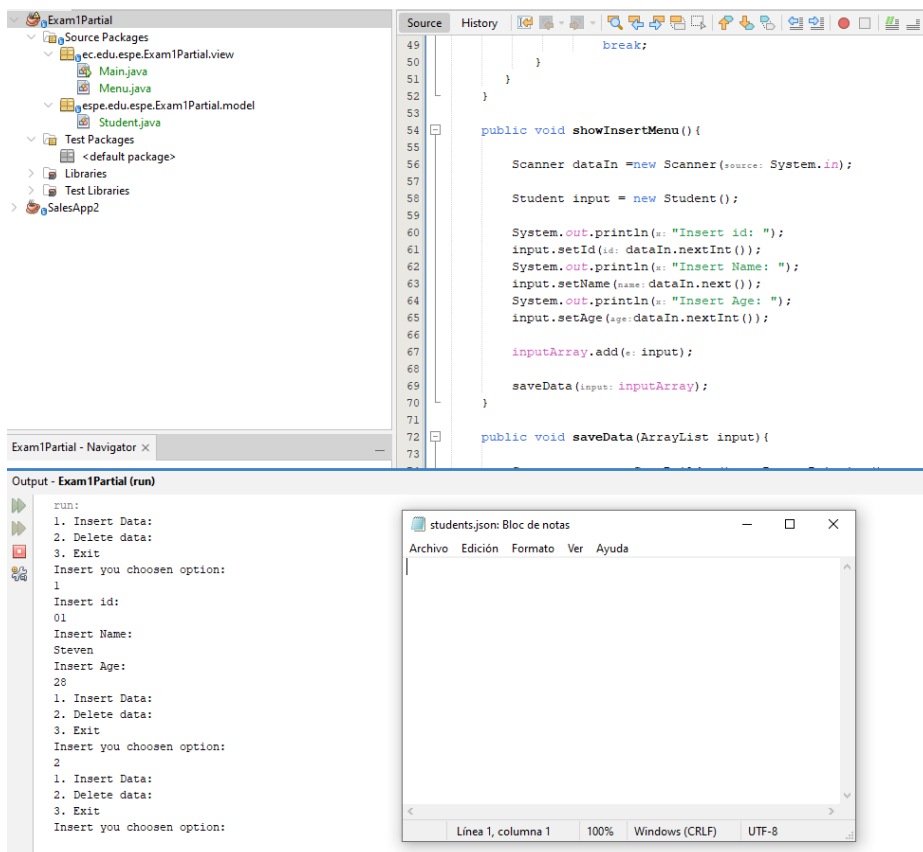 Exam1Partial
Source Packages
ec.edu.espe.Exam1Partial.view
Main.java
Menu.java
espe.edu.espe.Exam1Partial.model
Student.java
Test Packages
<default package>
Libraries
Test Libraries
SalesApp2
Exam1Partial - Navigator ×
Source History
49 break;
50 }
51 }
52 }
53
54 public void showInsertMenu(){
55
56 Scanner dataIn =new Scanner(source: System.in);
57
58 Student input = new Student();
59
60 System.out.println(x: "Insert id: ");
61 input.setId(id: dataIn.nextInt());
62 System.out.println(x: "Insert Name: ");
63 input.setName(name: dataIn.next());
64 System.out.println(x: "Insert Age: ");
65 input.setAge(age: dataIn.nextInt());
66
67 inputArray.add(e: input);
68
69 saveData(input: inputArray);
70 }
71
72 public void saveData(ArrayList input){
73
Output - Exam1Partial (run)
run:
1. Insert Data:
2. Delete data:
3. Exit
Insert you choosen option:
1
Insert id:
01
Insert Name:
Steven
Insert Age:
28
1. Insert Data:
2. Delete data:
3. Exit
Insert you choosen option:
2
1. Insert Data:
2. Delete data:
3. Exit
Insert you choosen option:
students.json: Bloc de notas
Archivo Edición Formato Ver Ayuda
Línea 1, columna 1 100% Windows (CRLF) UTF-8